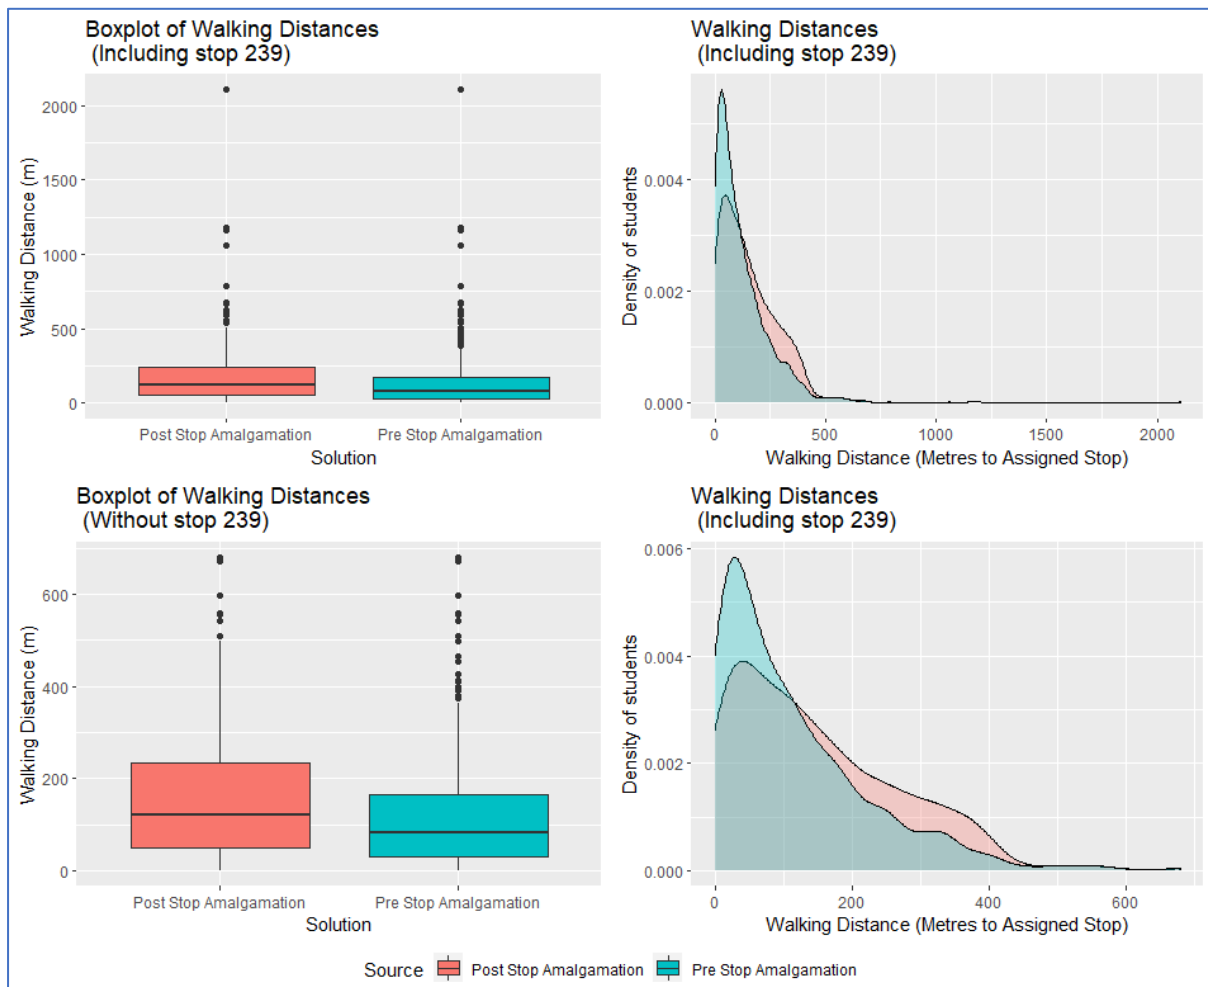 Boxplot of Walking Distances
(Including stop 239)
Walking Distance (m)
2000
1500
1000
500
0
Post Stop Amalgamation
Pre Stop Amalgamation
Solution
Walking Distances
(Including stop 239)
Density of students
0.004
0.002
0.000
0
500
1000
1500
2000
Walking Distance (Metres to Assigned Stop)
Boxplot of Walking Distances
(Without stop 239)
Walking Distance (m)
600
400
200
0
Post Stop Amalgamation
Pre Stop Amalgamation
Solution
Walking Distances
(Including stop 239)
Density of students
0.006
0.004
0.002
0.000
0
200
400
600
Walking Distance (Metres to Assigned Stop)
Source
Post Stop Amalgamation
Pre Stop Amalgamation